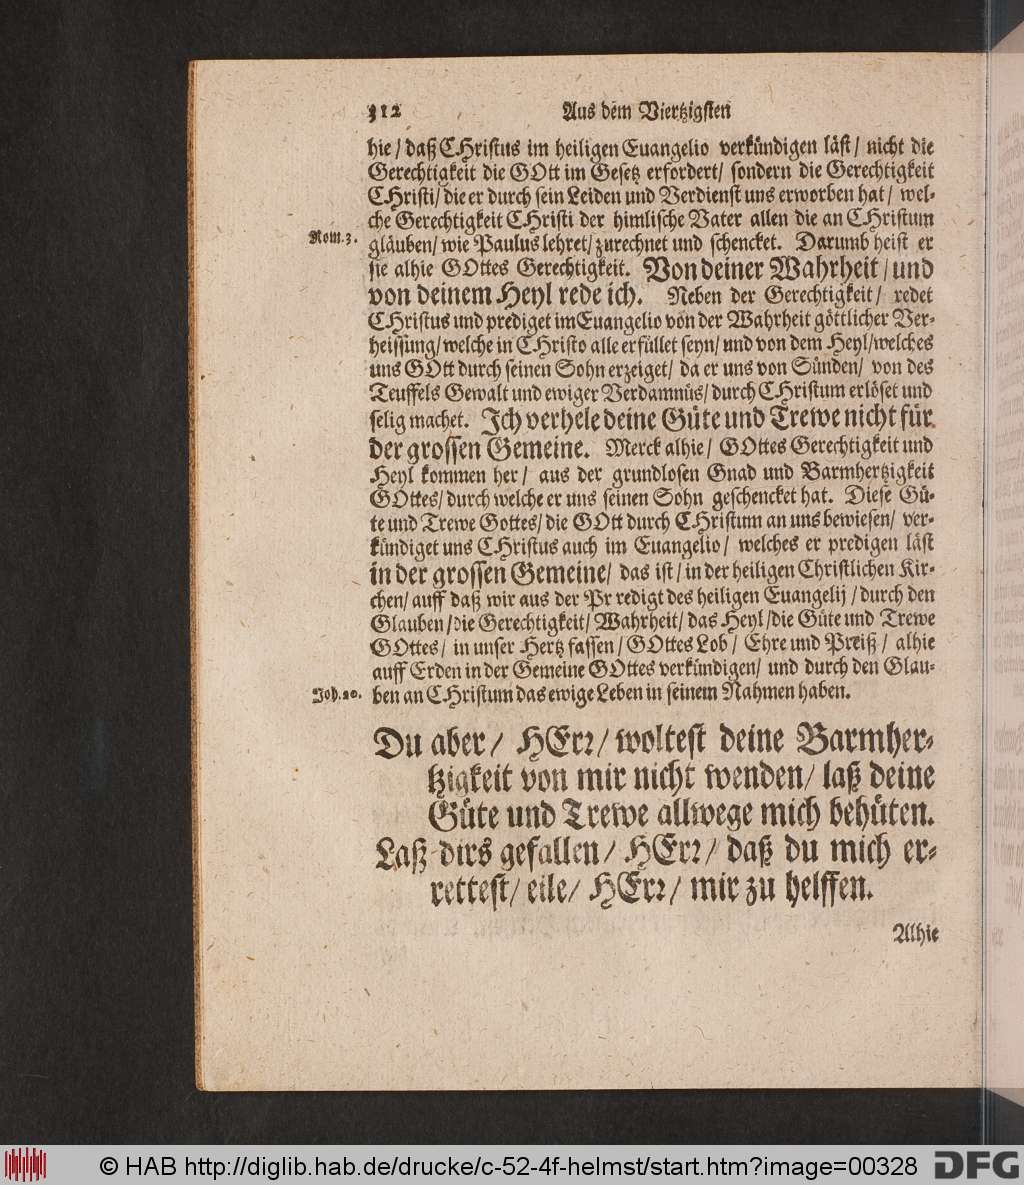 312 Aus dem Viertzigsten
hie/ daß CHristus im heiligen Euangelio verkündigen läst/ nicht die
Gerechtigkeit die GOtt im Gesetz erfordert/ sondern die Gerechtigkeit
CHristi/ die er durch sein Leiden und Verdienst uns erworben hat/ wel-
che Gerechtigkeit CHristi der himlische Vater allen die an CHristum
Rom. 3. gläuben/ wie Paulus lehret/ zurechnet und schencket. Darumb heist er
sie alhie GOttes Gerechtigkeit. Von deiner Wahrheit/ und
von deinem Heyl rede ich. Neben der Gerechtigkeit/ redet
CHristus und prediget im Euangelio von der Wahrheit göttlicher Ver-
heissung/ welche in CHristo alle erfüllet seyn/ und von dem Heyl/ welches
uns GOtt durch seinen Sohn erzeiget/ da er uns von Sünden/ von des
Teuffels Gewalt und ewiger Verdamnüs/ durch CHristum erlöset und
selig machet. Ich verhele deine Güte und Trewe nicht für
der grossen Gemeine. Merck alhie/ GOttes Gerechtigkeit und
Heyl kommen her/ aus der grundlosen Gnad und Barmhertzigkeit
GOttes/ durch welche er uns seinen Sohn geschencket hat. Diese Gü-
te und Trewe Gottes/ die GOtt durch CHristum an uns bewiesen/ ver-
kündiget uns CHristus auch im Euangelio/ welches er predigen läst
in der grossen Gemeine/ das ist/ in der heiligen Christlichen Kir-
chen/ auff daß wir aus der Pr redigt des heiligen Euangelij/ durch den
Glauben/ die Gerechtigkeit/ Wahrheit/ das Heyl/ die Güte und Trewe
GOttes/ in unser Hertz fassen/ GOttes Lob/ Ehre und Preiß/ alhie
auff Erden in der Gemeine GOttes verkündigen/ und durch den Glau-
Joh. 20. ben an CHristum das ewige Leben in seinem Nahmen haben.
Du aber/ HErr/ woltest deine Barmher-
tzigkeit von mir nicht wenden/ laß deine
Güte und Trewe allwege mich behüten.
Laß dirs gefallen/ HErr/ daß du mich er-
rettest/ eile/ HErr/ mir zu helffen.
Alhie
© HAB http://diglib.hab.de/drucke/c-52-4f-helmst/start.htm?image=00328 DFG